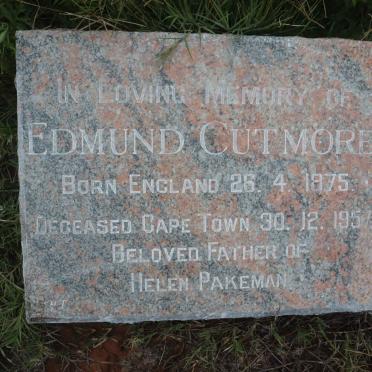 IN LOVING MEMORY OF
EDMUND CUTMORE
BORN ENGLAND 26. 4. 1875.
DECEASED CAPE TOWN 30. 12. 195
BELOVED FATHER OF
HELEN PAKEMAN